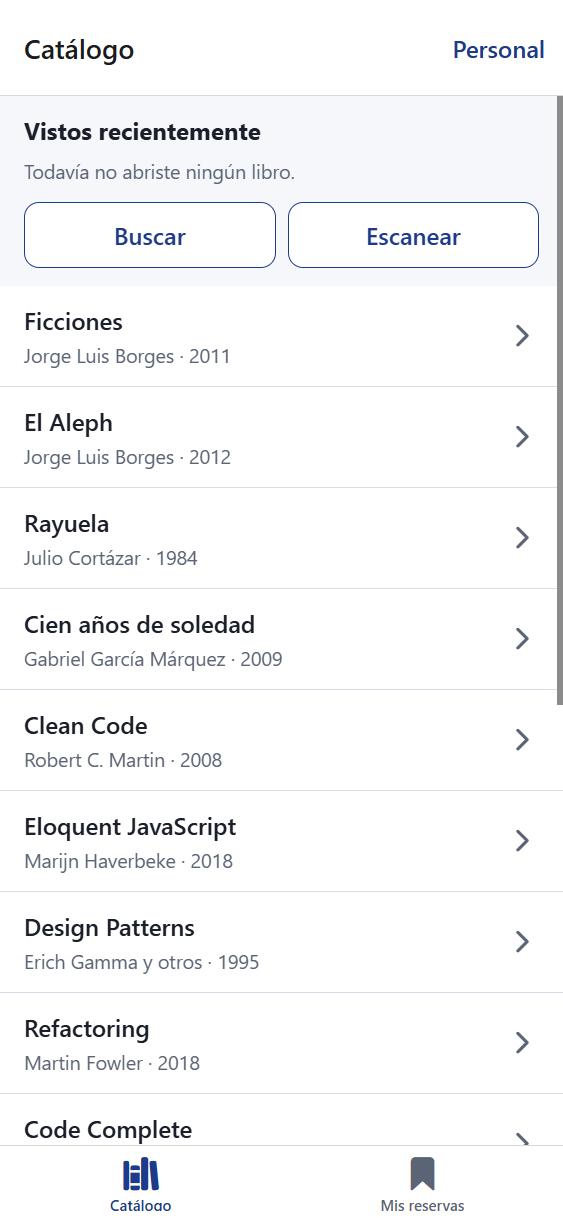 Catálogo
Personal
Vistos recientemente
Todavía no abriste ningún libro.
Buscar
Escanear
Ficciones
Jorge Luis Borges · 2011
El Aleph
Jorge Luis Borges · 2012
Rayuela
Julio Cortázar · 1984
Cien años de soledad
Gabriel García Márquez · 2009
Clean Code
Robert C. Martin · 2008
Eloquent JavaScript
Marijn Haverbeke · 2018
Design Patterns
Erich Gamma y otros · 1995
Refactoring
Martin Fowler · 2018
Code Complete
Catálogo
Mis reservas